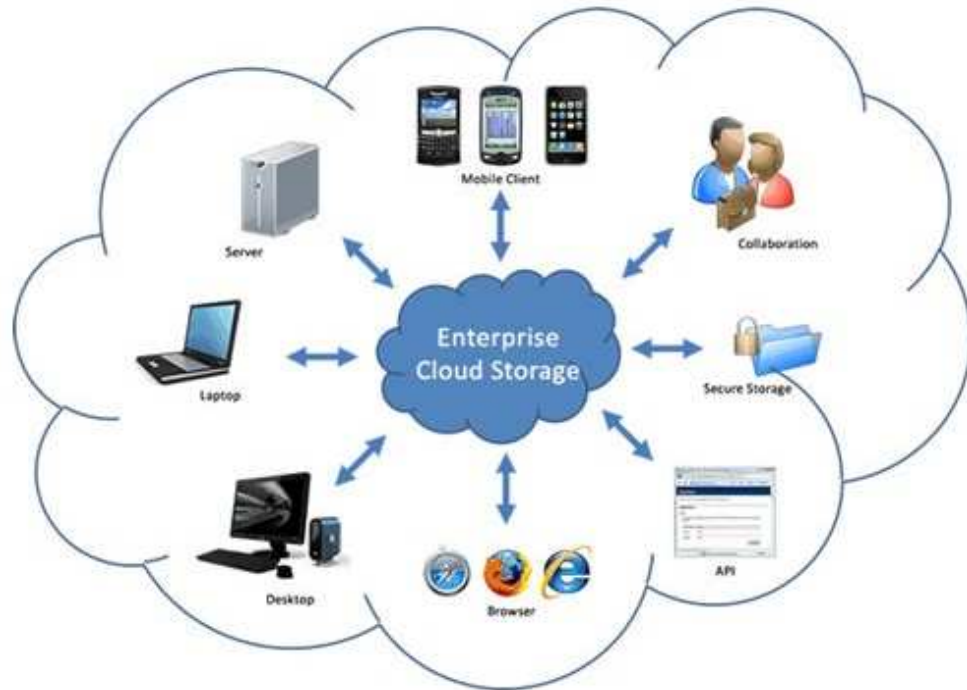 Mobile Client
Server
Collaboration
Enterprise
Cloud Storage
Laptop
Secure Storage
Desktop
Browser
API